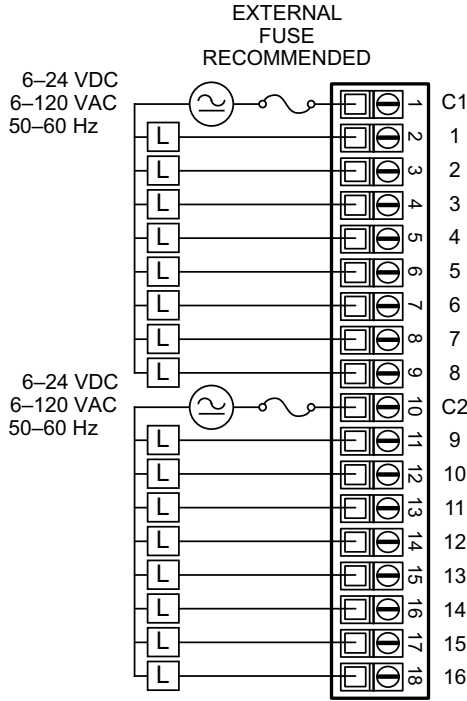 EXTERNAL
FUSE
RECOMMENDED
6–24 VDC
6–120 VAC
50–60 Hz
1 C1
L 2 1
L 3 2
L 4 3
L 5 4
L 6 5
L 7 6
L 8 7
L 9 8
6–24 VDC
6–120 VAC
50–60 Hz
10 C2
L 11 9
L 12 10
L 13 11
L 14 12
L 15 13
L 16 14
L 17 15
L 18 16